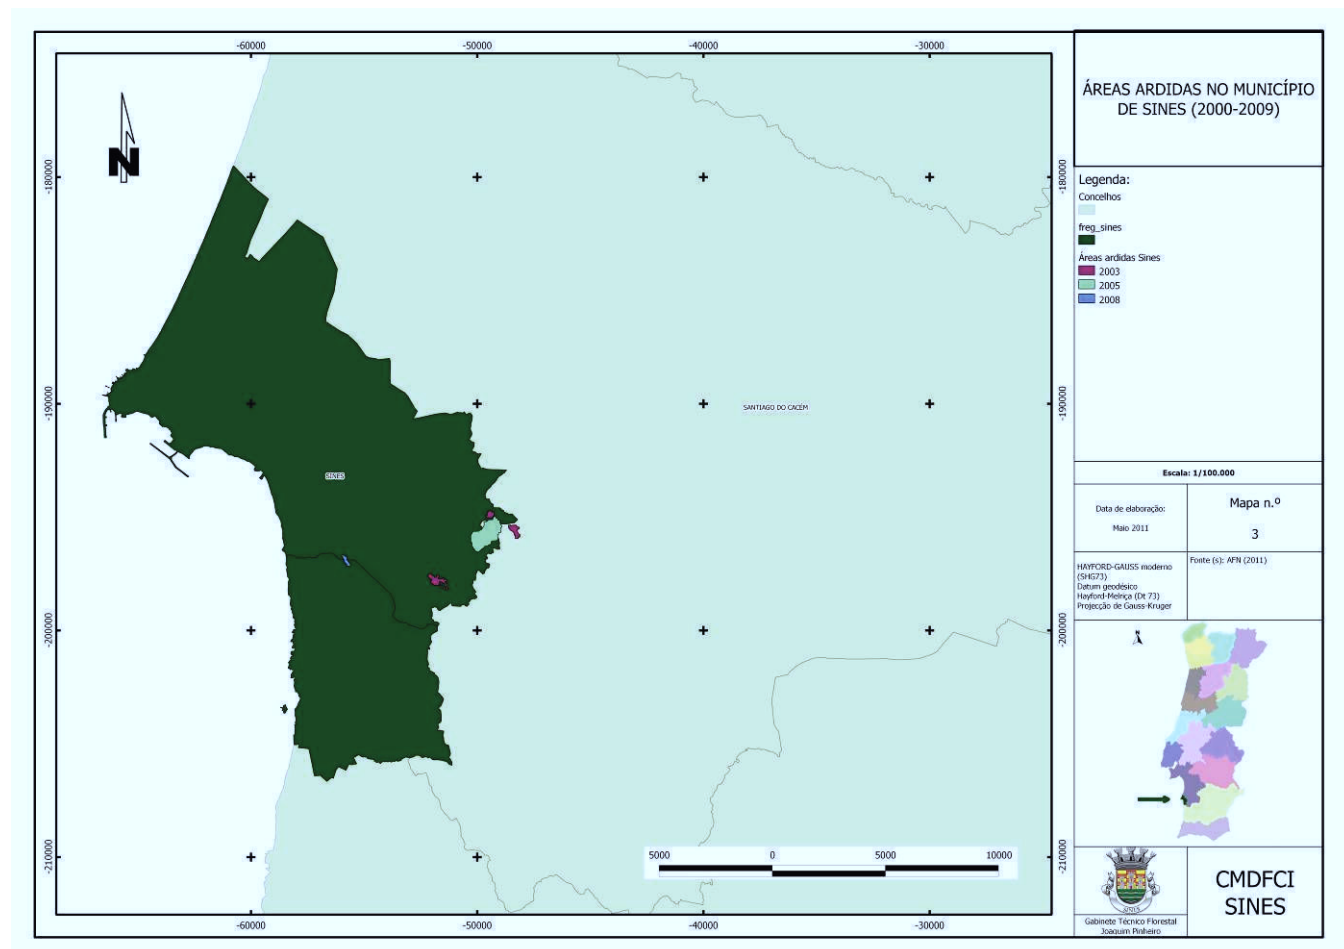 -60000
-50000
-40000
-30000
ÁREAS ARDIDAS NO MUNICÍPIO
DE SINES (2000-2009)
N
-180000
-180000
Legenda:
Concelhos
freg_sines
Áreas ardidas Sines
2003
2005
2008
-190000
-190000
SANTIAGO DO CACÉM
SINES
Escala: 1/100.000
Data de elaboração:
Maio 2011
Mapa n.º
3
HAYFORD-GAUSS moderno
(SHG73)
Datum geodésico
Hayford-Melriça (Dt 73)
Projecção de Gauss-Kruger
Fonte (s): AFN (2011)
-200000
-200000
N
5000
0
5000
10000
-210000
-210000
SINES
Gabinete Técnico Florestal
Joaquim Pinheiro
CMDFCI
SINES
-60000
-50000
-40000
-30000